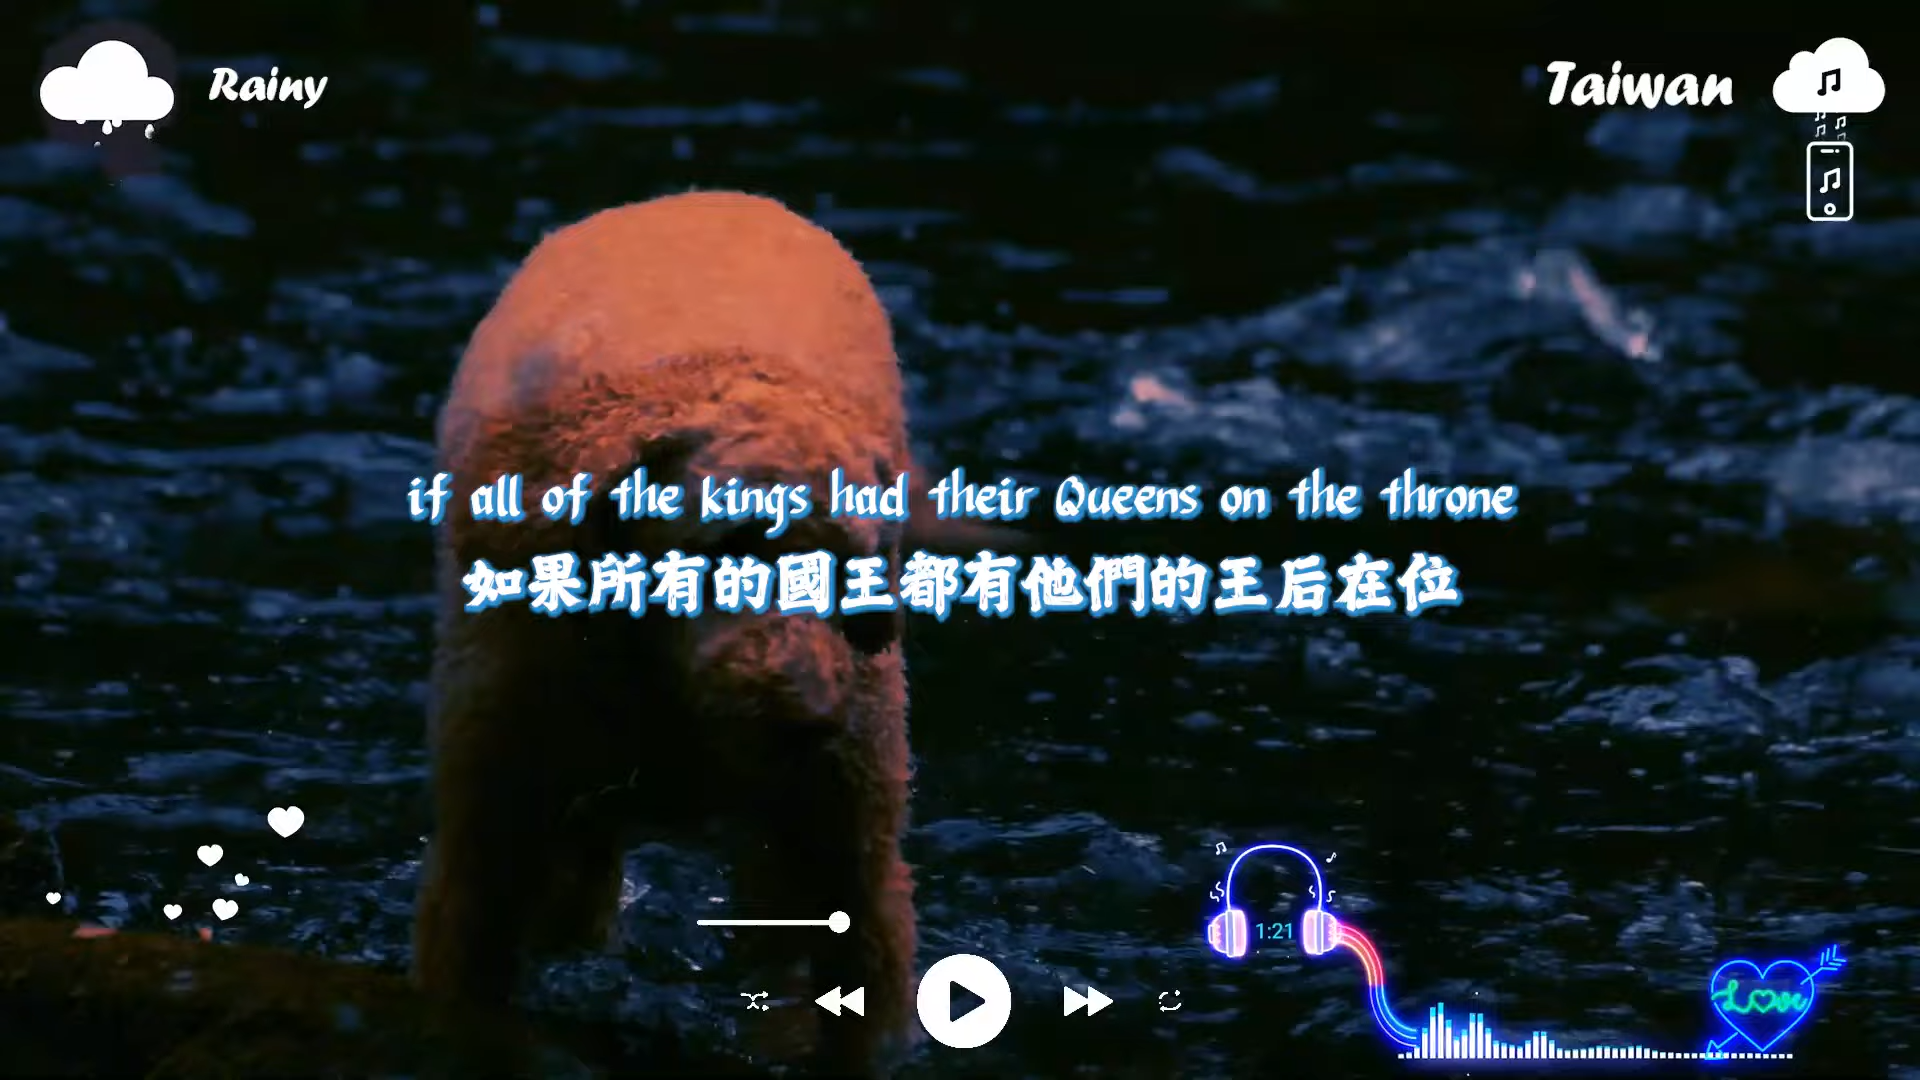 Rainy
Taiwan
if all of the kings had their Queens on the throne
如果所有的國王都有他們的王后在位
1:21
Love